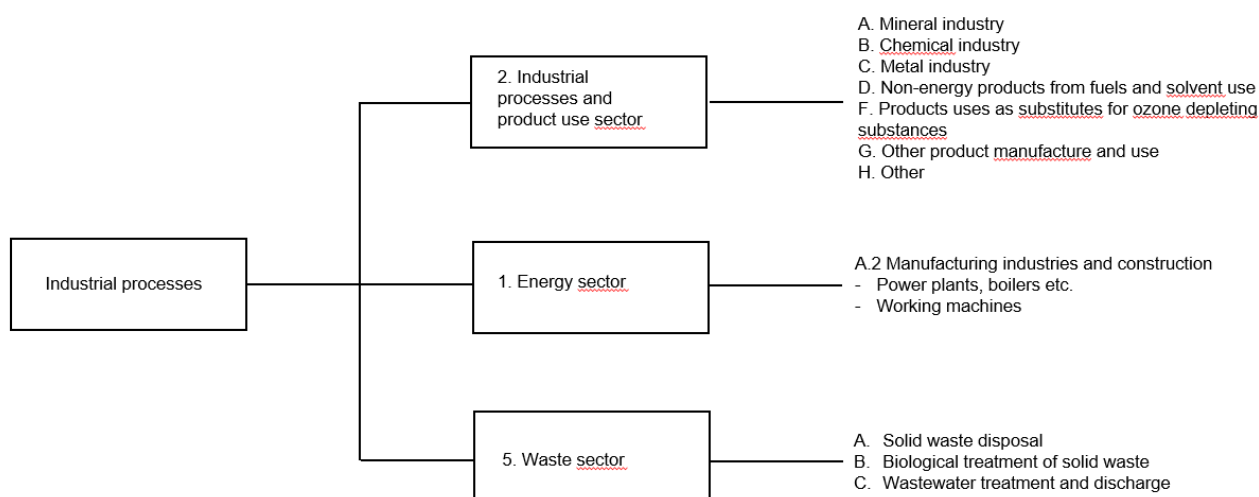 Industrial processes
2. Industrial
processes and
product use sector
A. Mineral industry
B. Chemical industry
C. Metal industry
D. Non-energy products from fuels and solvent use
F. Products uses as substitutes for ozone depleting
substances
G. Other product manufacture and use
H. Other
1. Energy sector
A.2 Manufacturing industries and construction
- Power plants, boilers etc.
- Working machines
5. Waste sector
A. Solid waste disposal
B. Biological treatment of solid waste
C. Wastewater treatment and discharge